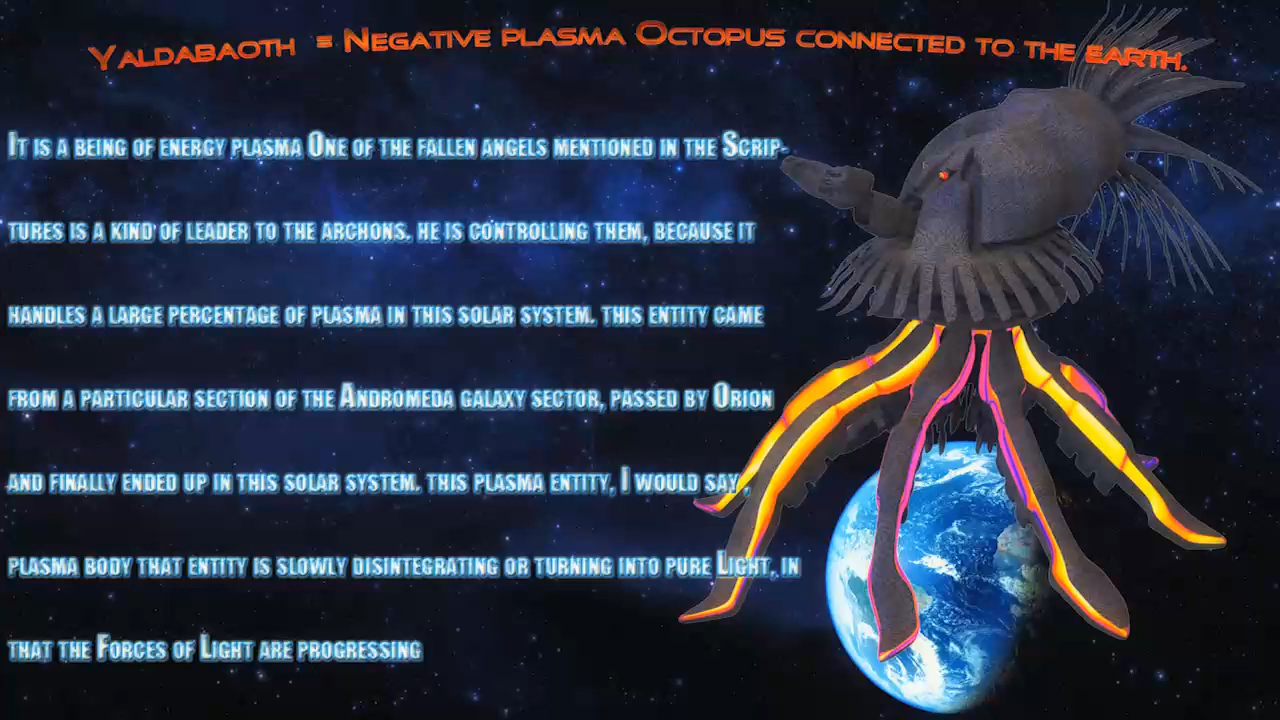 Yaldabaoth = Negative plasma Octopus connected to the earth.
It is a being of energy plasma One of the fallen angels mentioned in the Scrip-
tures is a kind of leader to the archons. he is controlling them, because it
handles a large percentage of plasma in this solar system. this entity came
from a particular section of the Andromeda galaxy sector, passed by Orion
and finally ended up in this solar system. this plasma entity, I would say ,
plasma body that entity is slowly disintegrating or turning into pure Light, in
that the Forces of Light are progressing